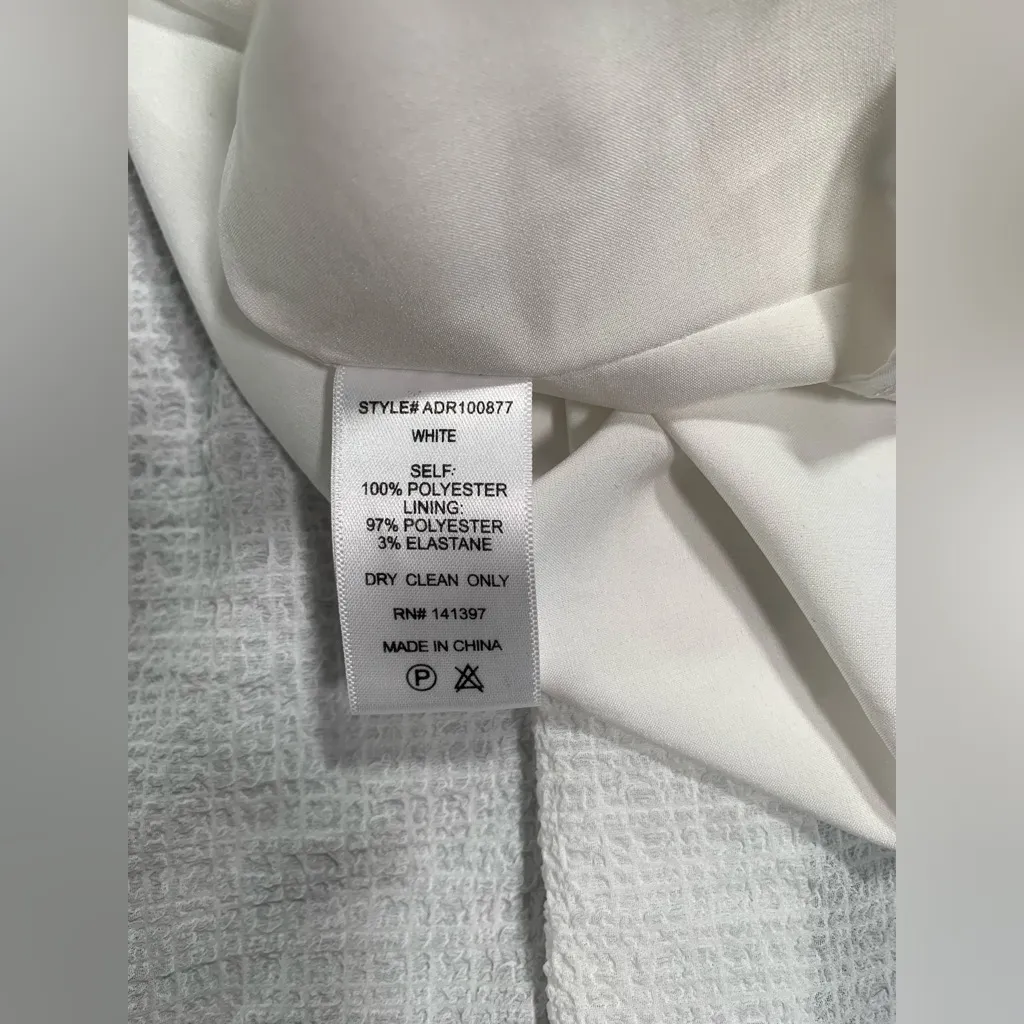 STYLE# ADR100877
WHITE
SELF:
100% POLYESTER
LINING:
97% POLYESTER
3% ELASTANE
DRY CLEAN ONLY
RN# 141397
MADE IN CHINA
P